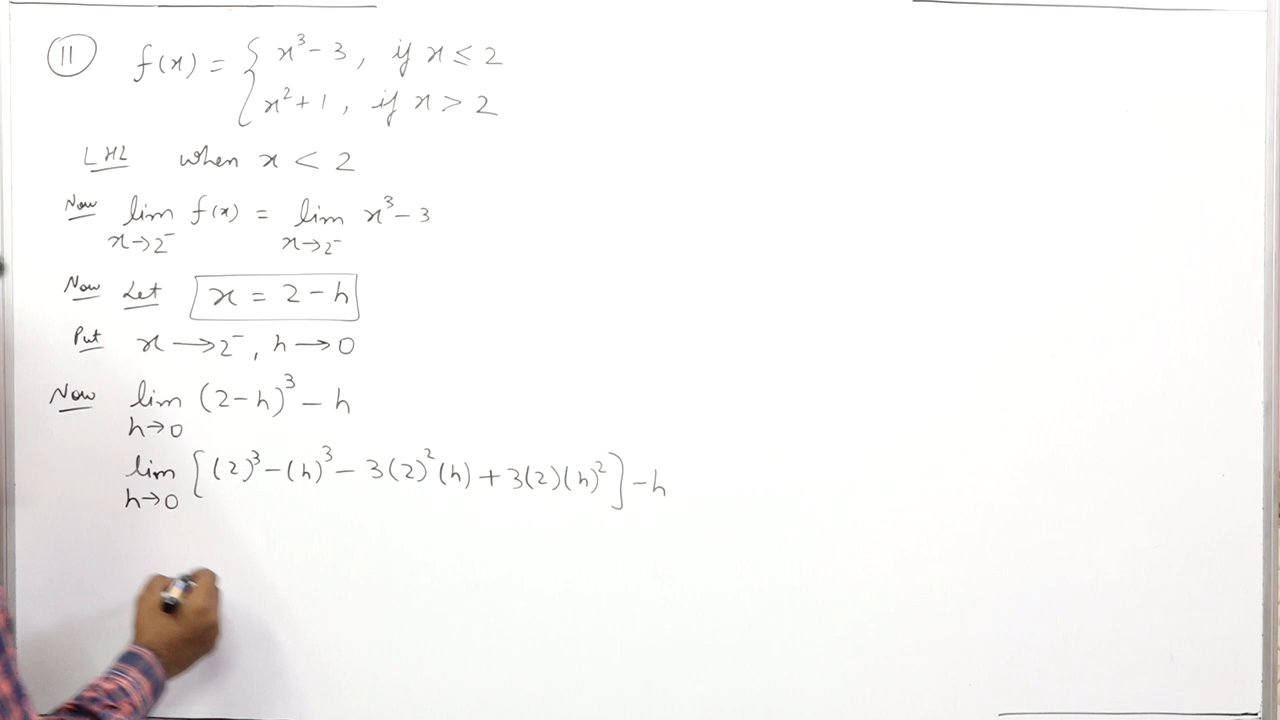 11 f(x) = { x³ - 3, if x ≤ 2
x² + 1, if x > 2
LHL when x < 2
Now lim x→2⁻ f(x) = lim x→2⁻ x³ - 3
Now Let x = 2 - h
Put x → 2⁻, h → 0
Now lim h→0 (2-h)³ - h
lim h→0 [(2)³ - (h)³ - 3(2)²(h) + 3(2)(h)²] - h